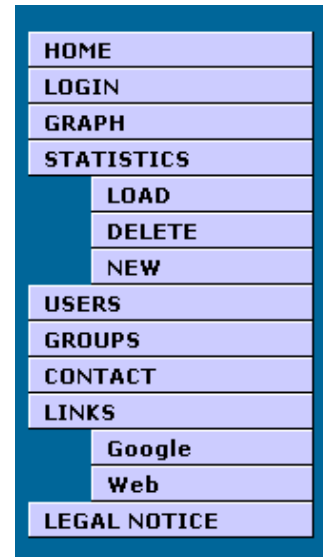 HOME
LOGIN
GRAPH
STATISTICS
LOAD
DELETE
NEW
USERS
GROUPS
CONTACT
LINKS
Google
Web
LEGAL NOTICE